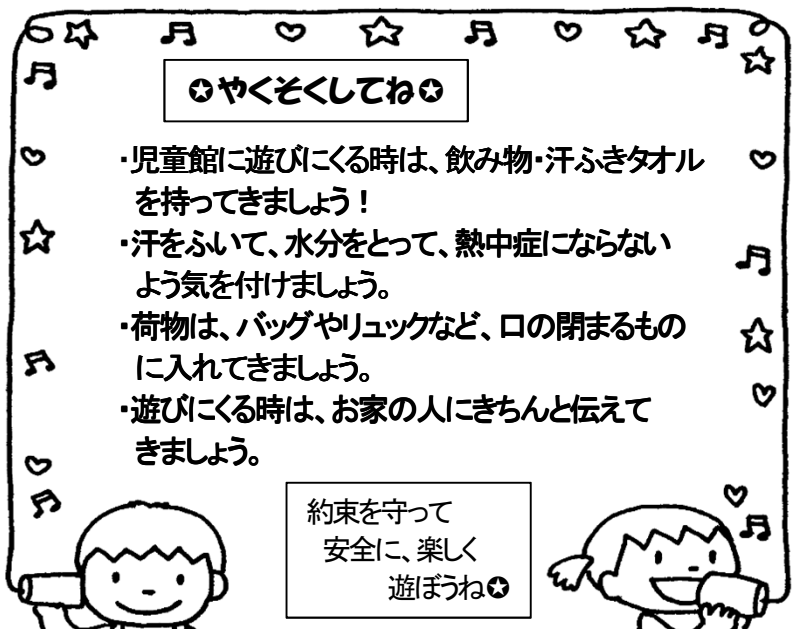 ✪やくそくしてね✪
・児童館に遊びにくる時は、飲み物・汗ふきタオル
を持ってきましょう！
・汗をふいて、水分をとって、熱中症にならない
よう気を付けましょう。
・荷物は、バッグやリュックなど、口の閉まるもの
に入れてきましょう。
・遊びにくる時は、お家の人にきちんと伝えて
きましょう。
約束を守って
安全に、楽しく
遊ぼうね✪